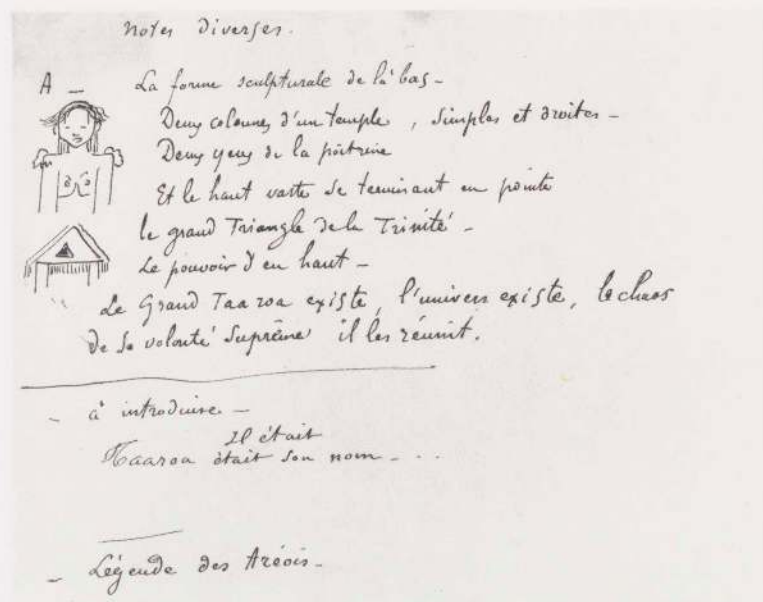 Notes diverses.
A — La forme sculpturale de là-bas —
Deux colonnes d'un temple, simples et droites —
Deux yeux de la poitrine
Et le haut vaste se terminant en pointe
le grand Triangle de la Trinité —
Le pouvoir d'en haut —
Le Grand Taaroa existe, l'univers existe, le chaos
de sa volonté Suprême il les réunit.
— à introduire —
Il était
Taaroa était son nom — . .
— Légende des Aréois —